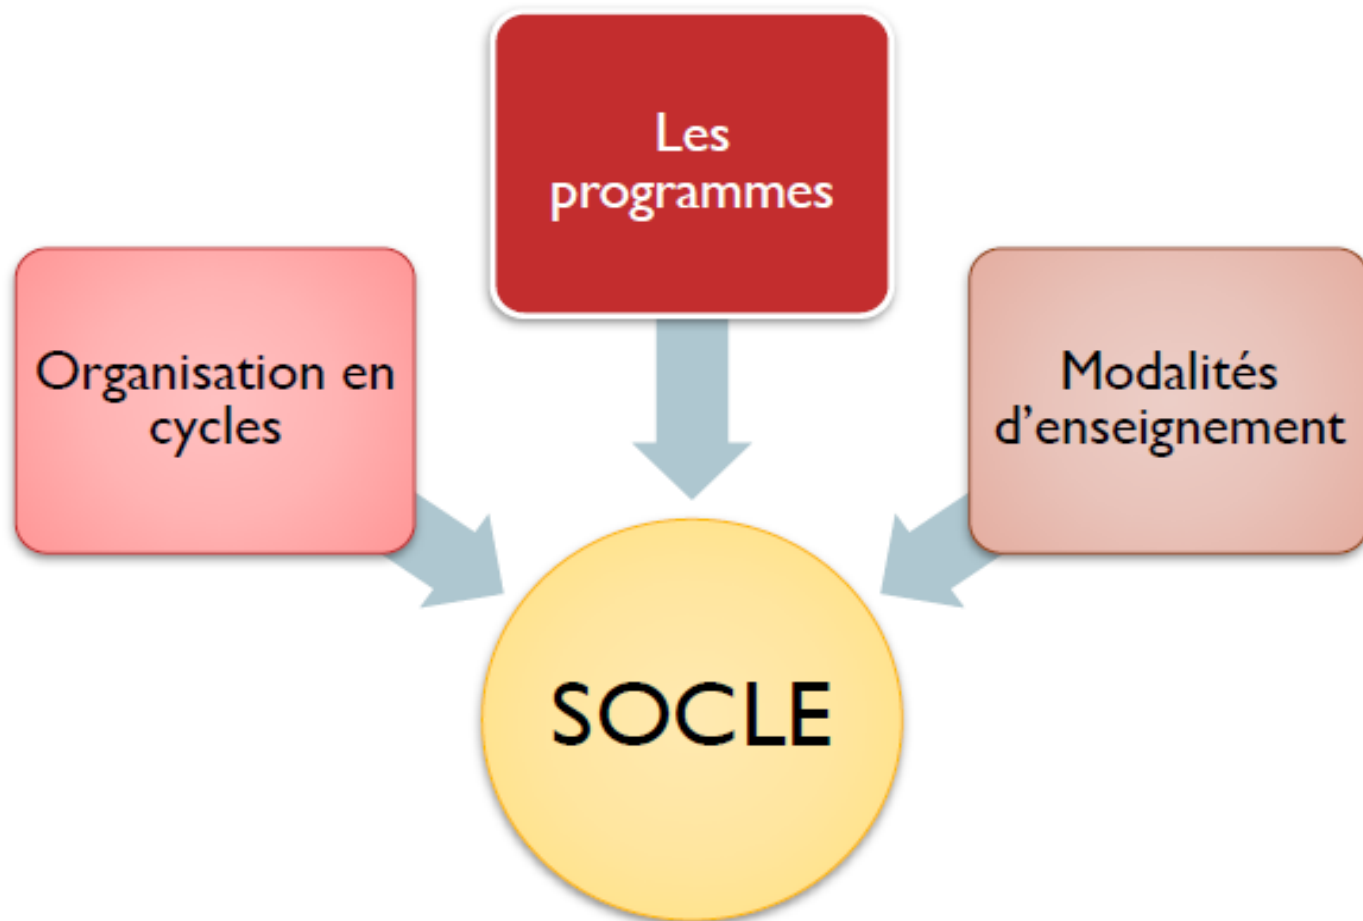 Les
programmes
Organisation en
cycles
Modalités
d’enseignement
SOCLE